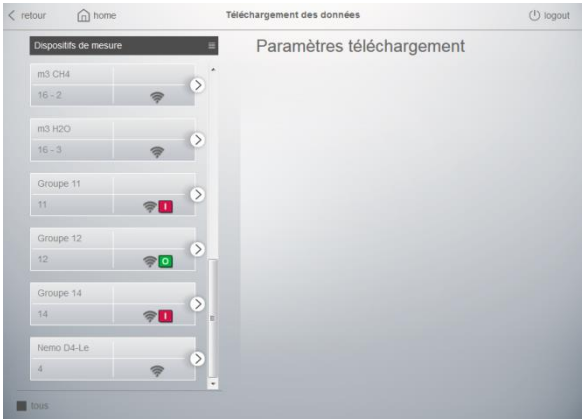 retour home Téléchargement des données logout
Dispositifs de mesure
Paramètres téléchargement
m3 CH4
16 - 2
m3 H2O
16 - 3
Groupe 11
11 I
Groupe 12
12 O
Groupe 14
14 I
Nemo D4-Le
4
tous